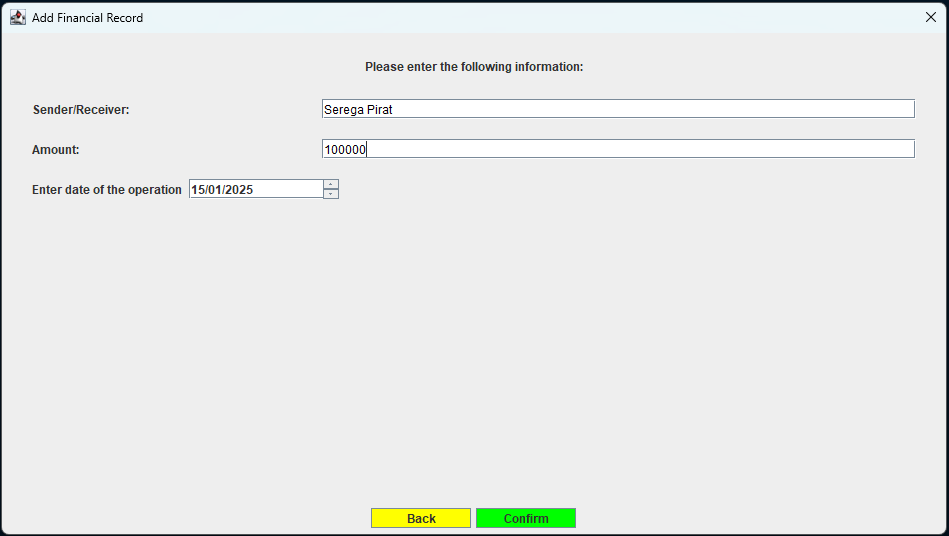 Add Financial Record
Please enter the following information:
Sender/Receiver: Serega Pirat
Amount: 100000
Enter date of the operation 15/01/2025
Back Confirm